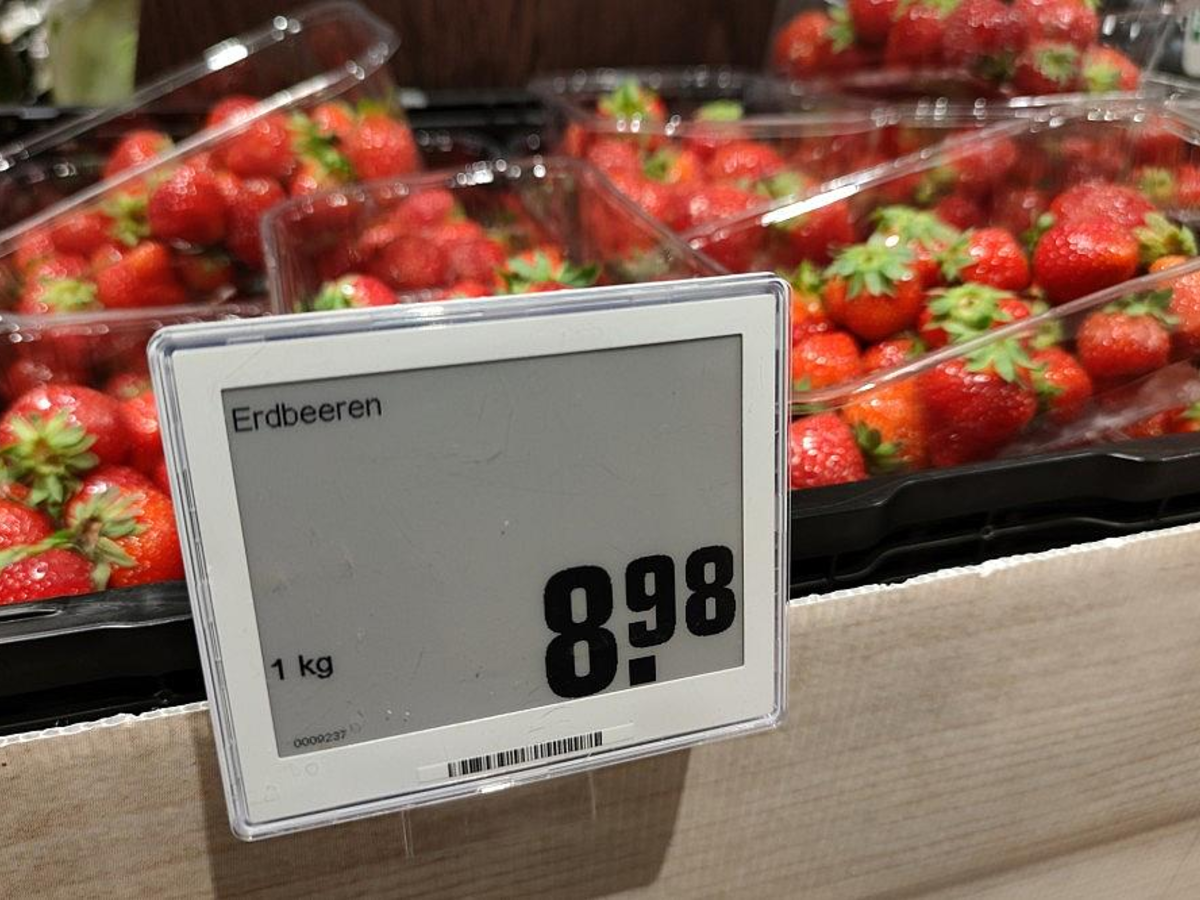 Erdbeeren
8.98
1 kg
0009237